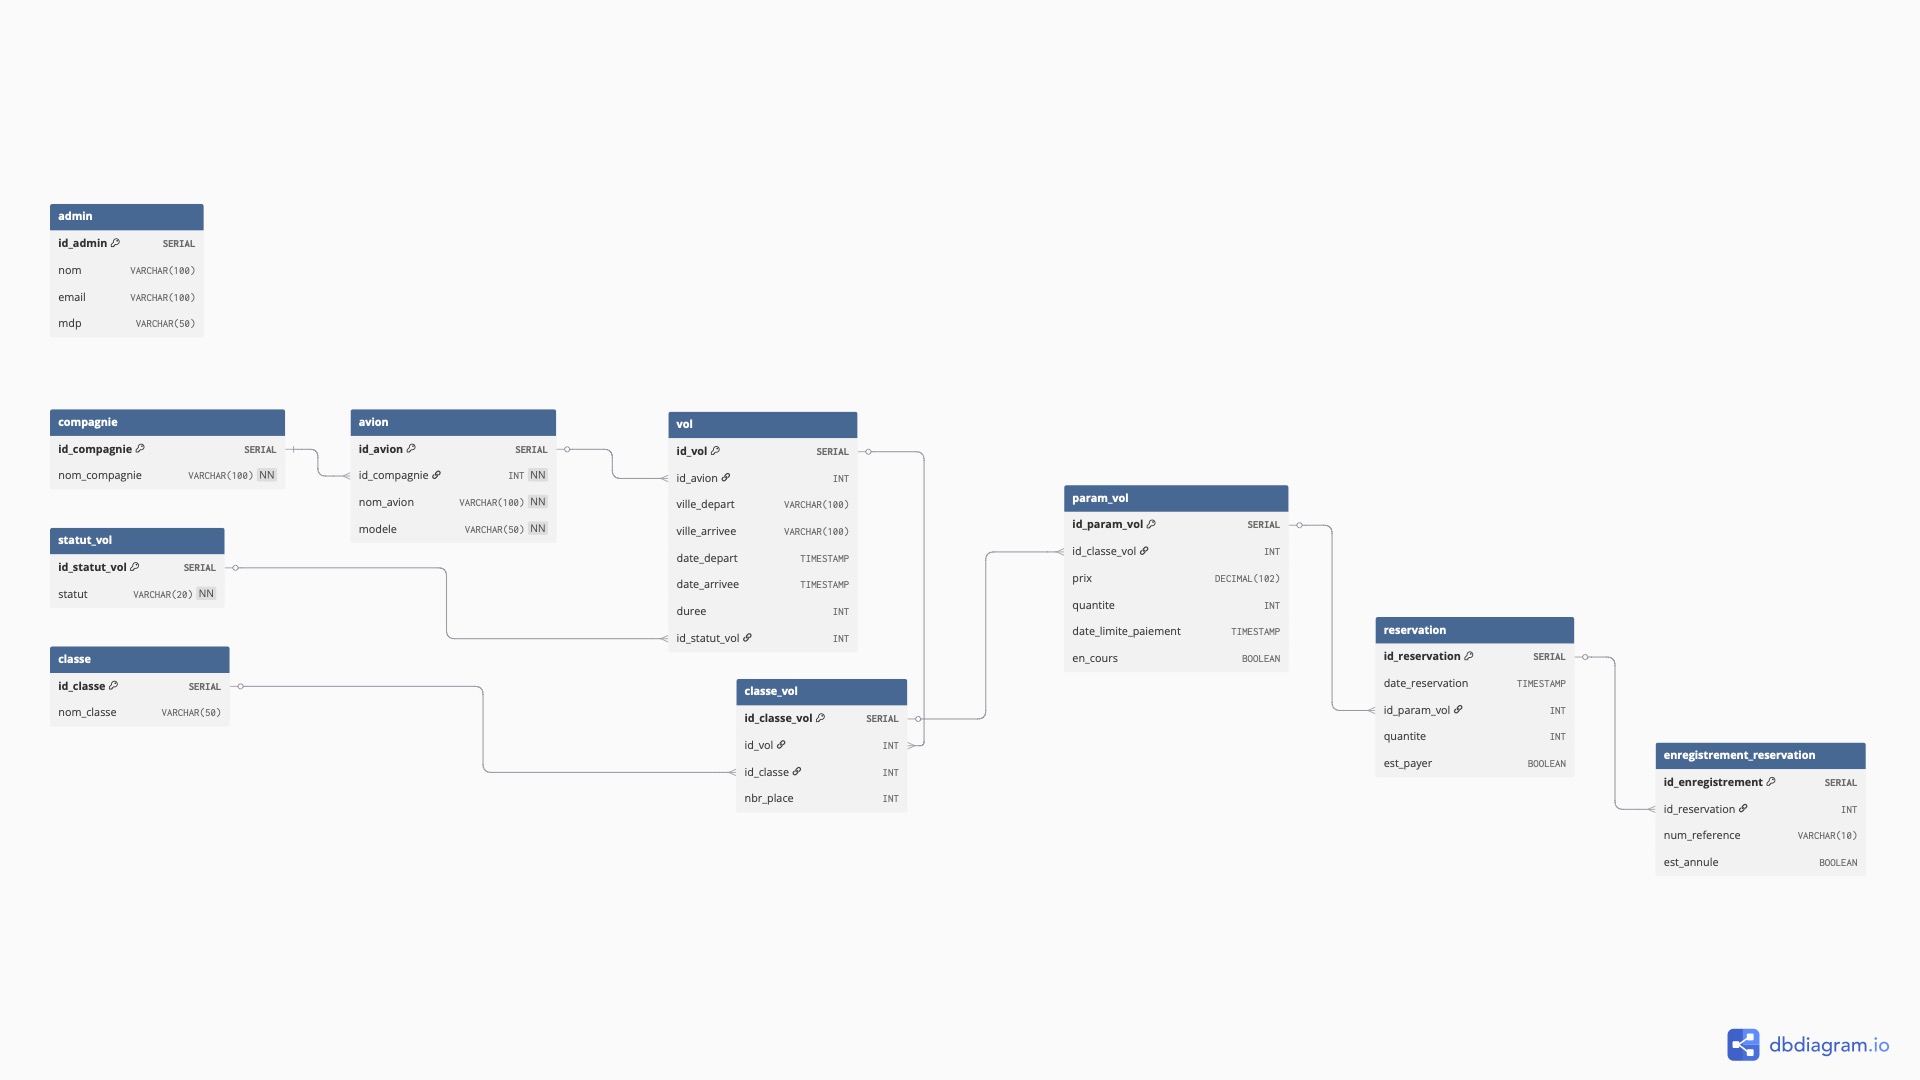 admin
id_admin SERIAL
nom VARCHAR(100)
email VARCHAR(100)
mdp VARCHAR(50)
compagnie
id_compagnie SERIAL
nom_compagnie VARCHAR(100) NN
avion
id_avion SERIAL
id_compagnie INT NN
nom_avion VARCHAR(100) NN
modele VARCHAR(50) NN
statut_vol
id_statut_vol SERIAL
statut VARCHAR(20) NN
classe
id_classe SERIAL
nom_classe VARCHAR(50)
vol
id_vol SERIAL
id_avion INT
ville_depart VARCHAR(100)
ville_arrivee VARCHAR(100)
date_depart TIMESTAMP
date_arrivee TIMESTAMP
duree INT
id_statut_vol INT
classe_vol
id_classe_vol SERIAL
id_vol INT
id_classe INT
nbr_place INT
param_vol
id_param_vol SERIAL
id_classe_vol INT
prix DECIMAL(102)
quantite INT
date_limite_paiement TIMESTAMP
en_cours BOOLEAN
reservation
id_reservation SERIAL
date_reservation TIMESTAMP
id_param_vol INT
quantite INT
est_payer BOOLEAN
enregistrement_reservation
id_enregistrement SERIAL
id_reservation INT
num_reference VARCHAR(10)
est_annule BOOLEAN
dbdiagram.io